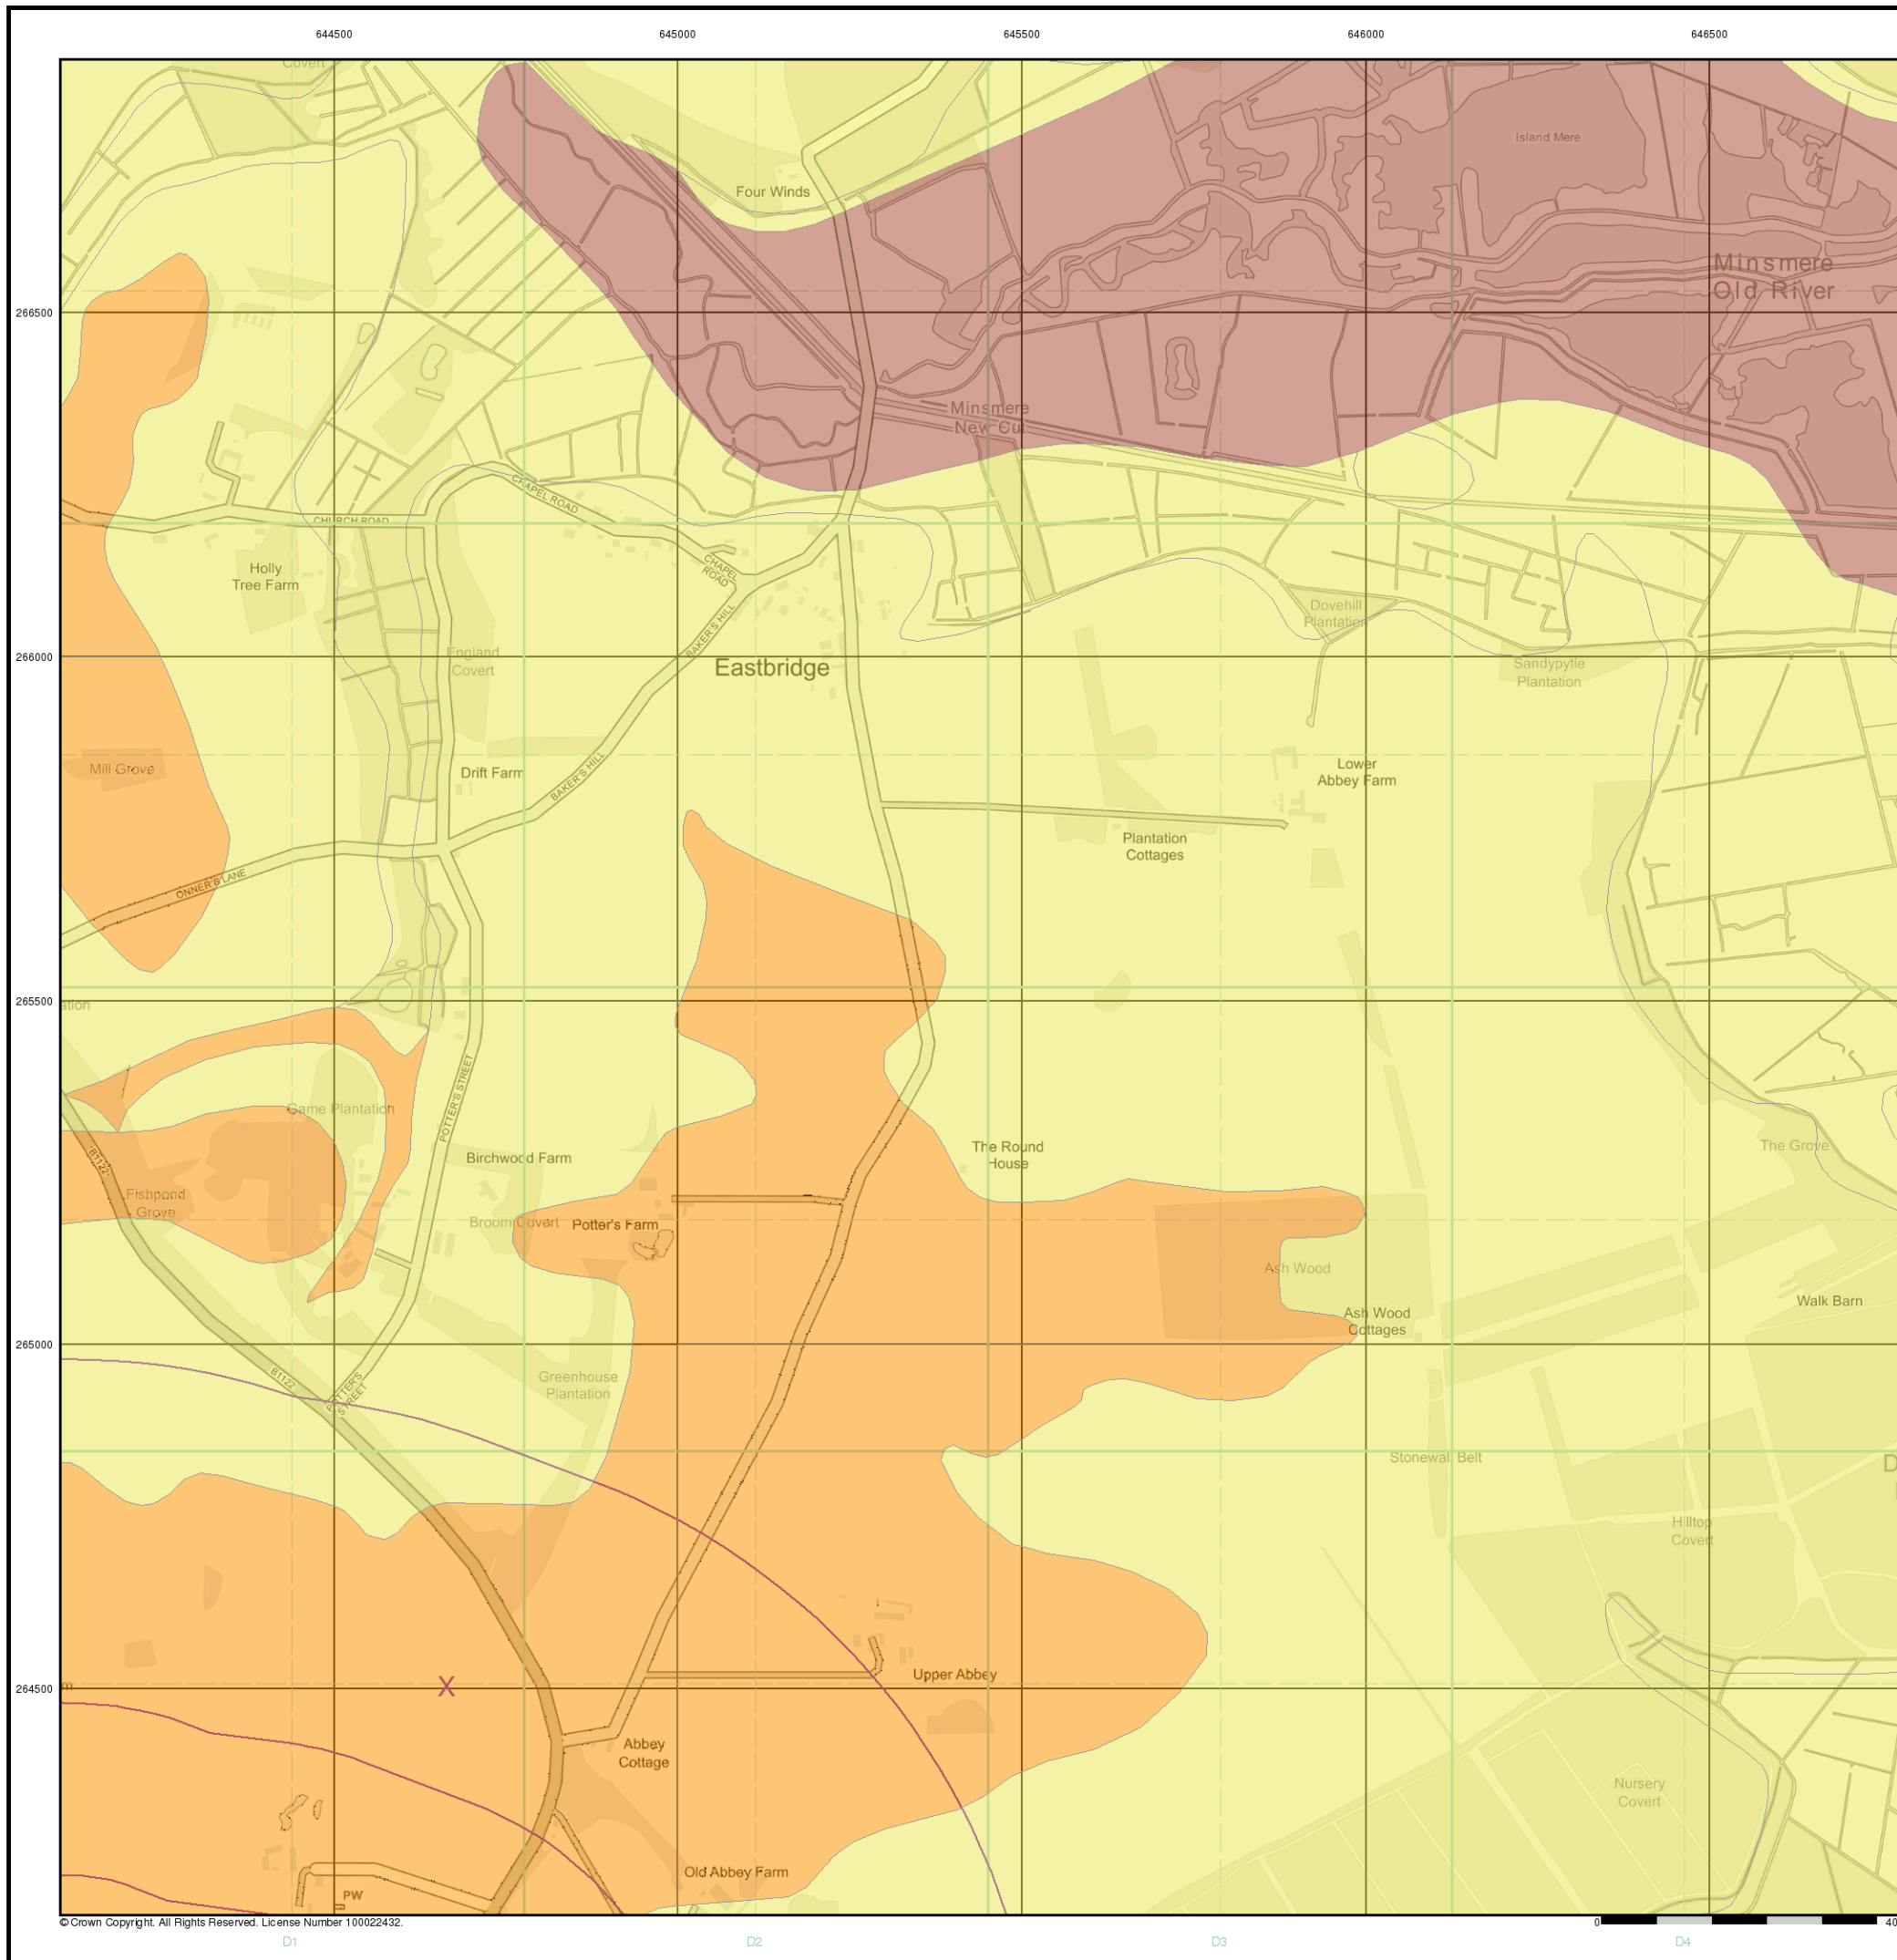 644500
645000
645500
646000
646500
Covert
Island Mere
Four Winds
Minsmere
Old River
266500
Minsmere
New Cut
CHAPEL ROAD
CHURCH ROAD
Holly
Tree Farm
CHAPEL
ROAD
BAKER'S HILL
Dovehill
Plantation
266000
England
Covert
Eastbridge
Sandypytle
Plantation
Mill Grove
Drift Farm
BAKER'S HILL
Lower
Abbey Farm
Plantation
Cottages
ONNER'S LANE
265500
ation
POTTER'S STREET
Game Plantation
B1122
Birchwood Farm
The Round
House
The Grove
Fishpond
Grove
Broom Covert
Potter's Farm
Ash Wood
Walk Barn
Ash Wood
Cottages
265000
B1122
POTTER'S
STREET
Greenhouse
Plantation
Stonewall Belt
D
Hilltop
Covert
264500
m
X
Upper Abbey
Abbey
Cottage
Nursery
Covert
Old Abbey Farm
PW
© Crown Copyright. All Rights Reserved. License Number 100022432.
0
40
D1
D2
D3
D4